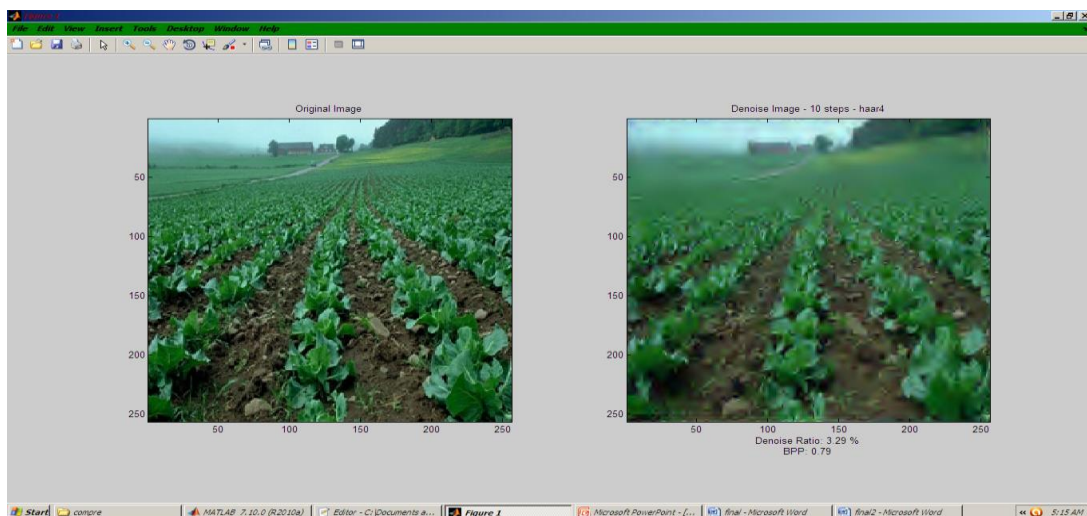 Figure 1
File Edit View Insert Tools Desktop Window Help
Original Image
50
100
150
200
250
50 100 150 200 250
Denoise Image - 10 steps - haar4
50
100
150
200
250
50 100 150 200 250
Denoise Ratio: 3.29 %
BPP: 0.79
Start compre MATLAB 7.10.0 (R2010a) Editor - C:\Documents a... Figure 1 Microsoft PowerPoint - [... final - Microsoft Word final2 - Microsoft Word « 5:15 AM